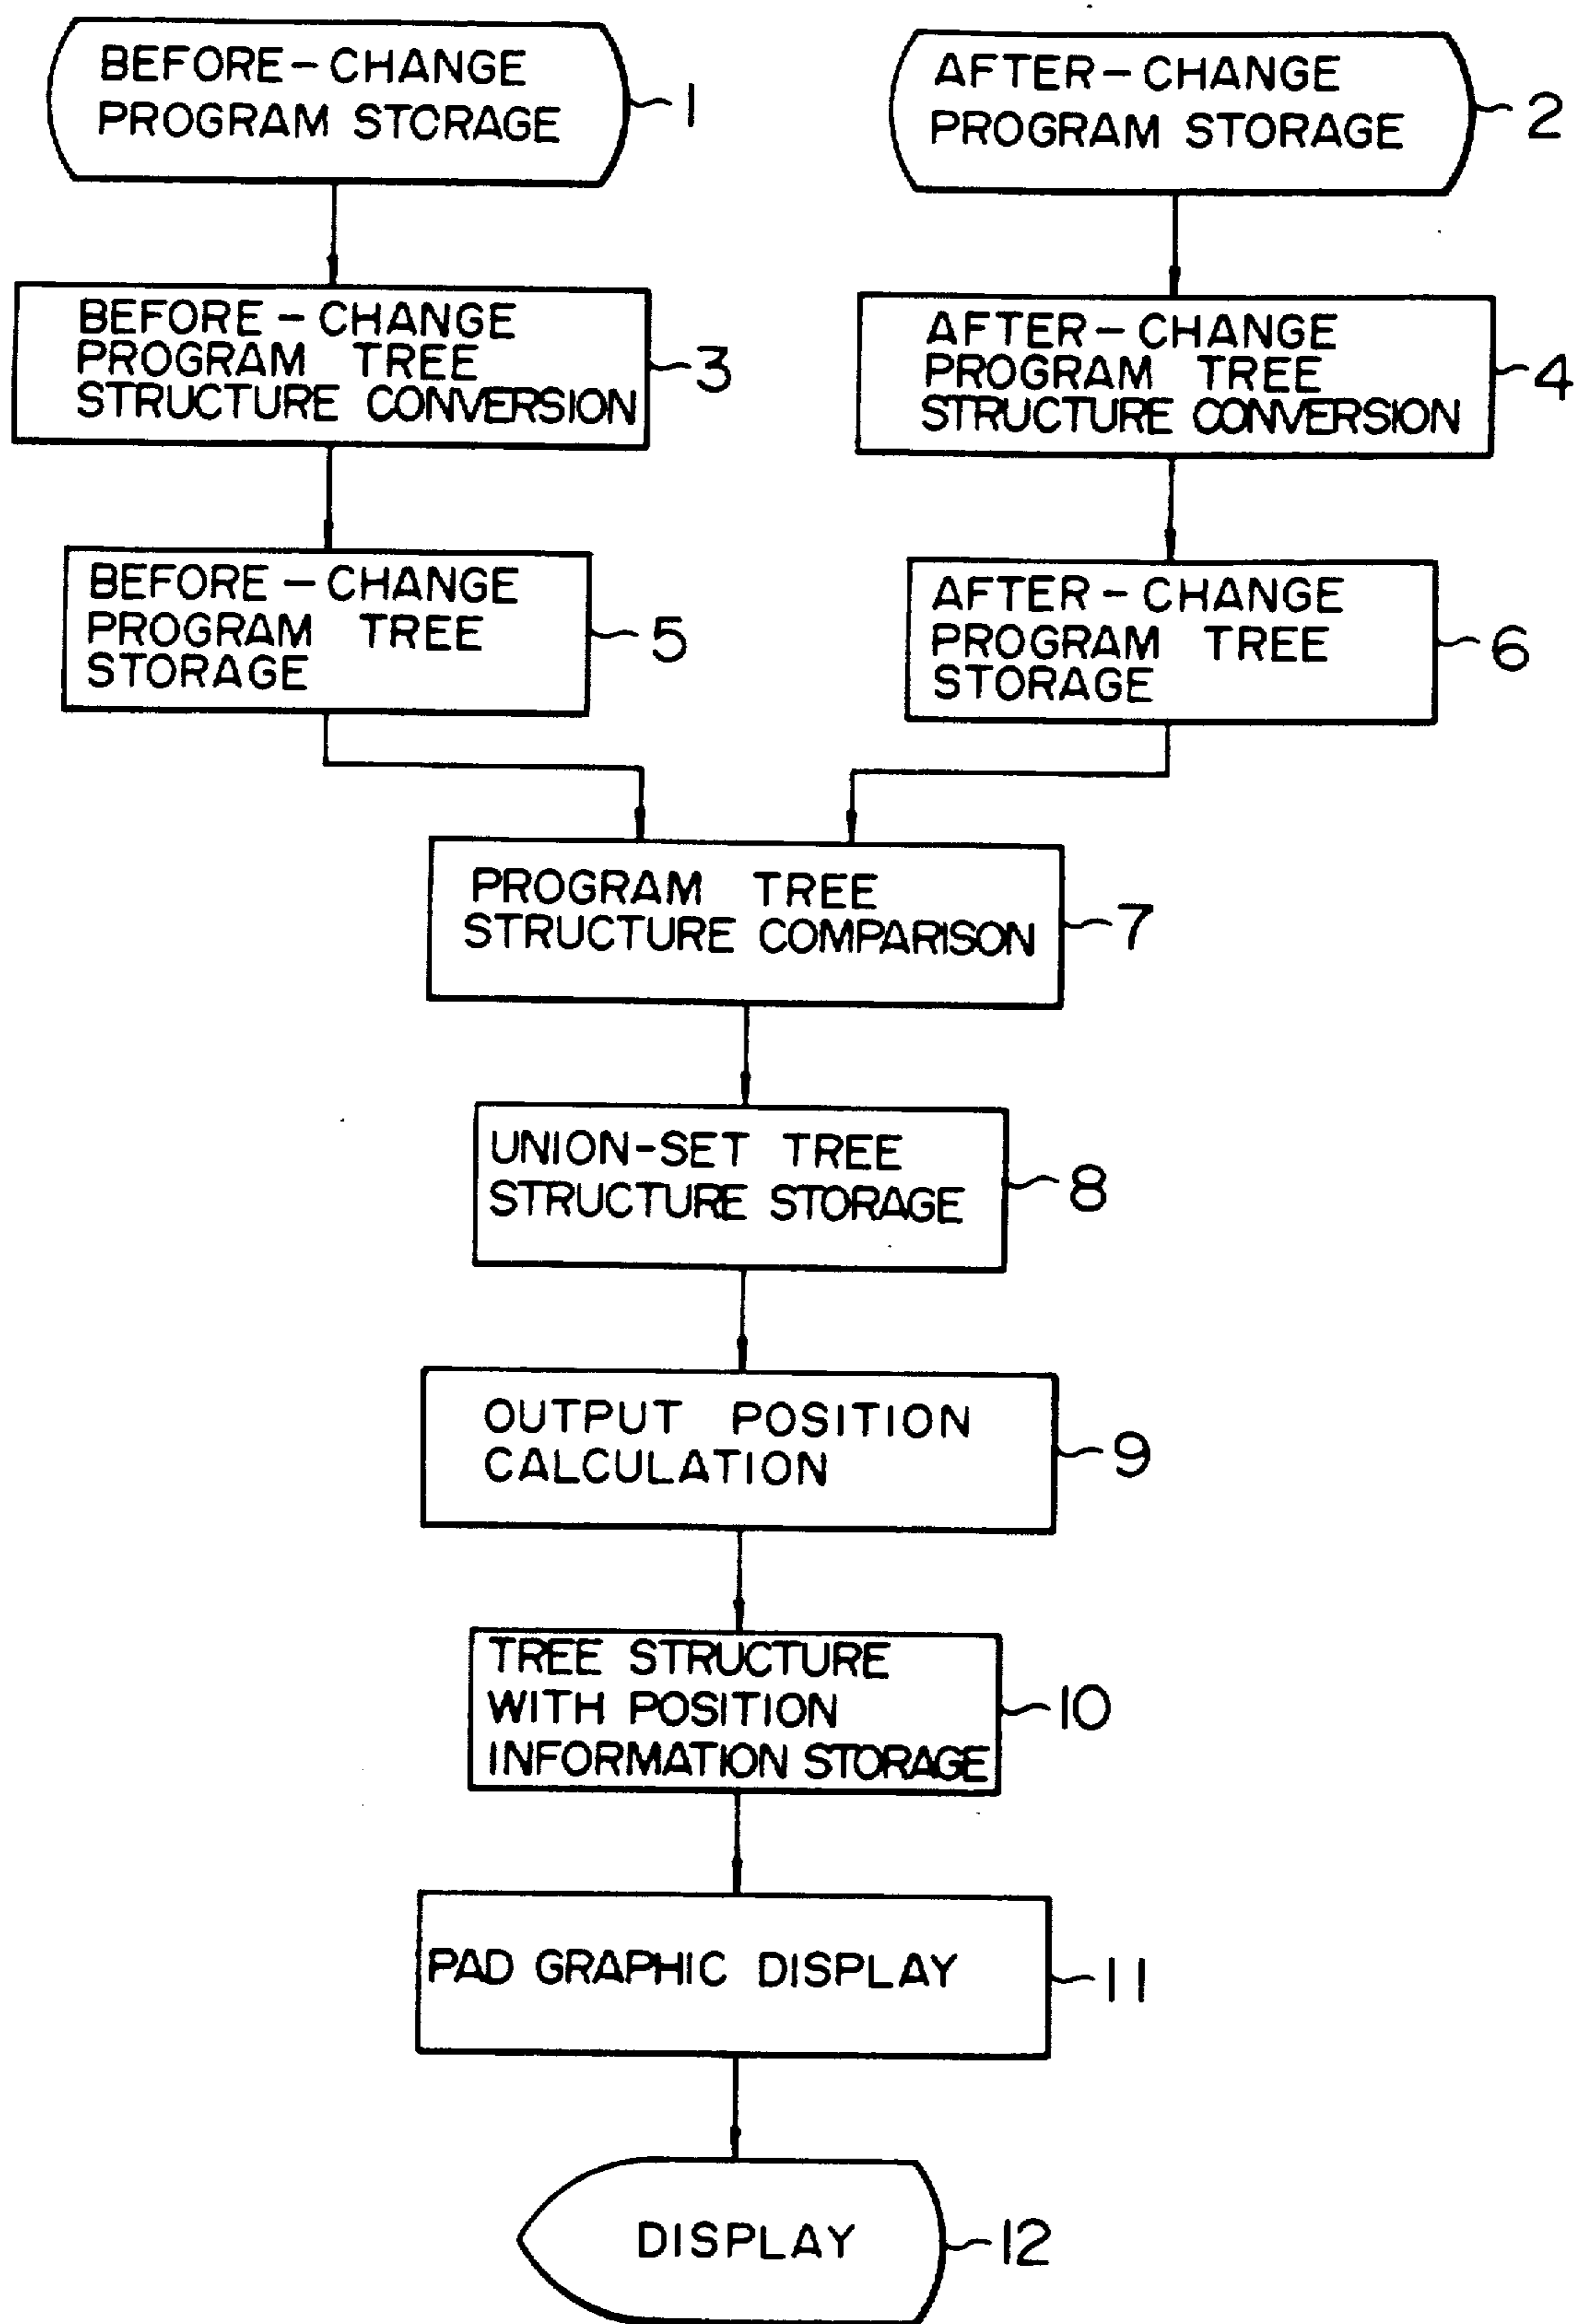 BEFORE-CHANGE
PROGRAM STORAGE
1
AFTER-CHANGE
PROGRAM STORAGE
2
BEFORE-CHANGE
PROGRAM TREE
STRUCTURE CONVERSION
3
AFTER-CHANGE
PROGRAM TREE
STRUCTURE CONVERSION
4
BEFORE-CHANGE
PROGRAM TREE
STORAGE
5
AFTER-CHANGE
PROGRAM TREE
STORAGE
6
PROGRAM TREE
STRUCTURE COMPARISON
7
UNION-SET TREE
STRUCTURE STORAGE
8
OUTPUT POSITION
CALCULATION
9
TREE STRUCTURE
WITH POSITION
INFORMATION STORAGE
10
PAD GRAPHIC DISPLAY
11
DISPLAY
12